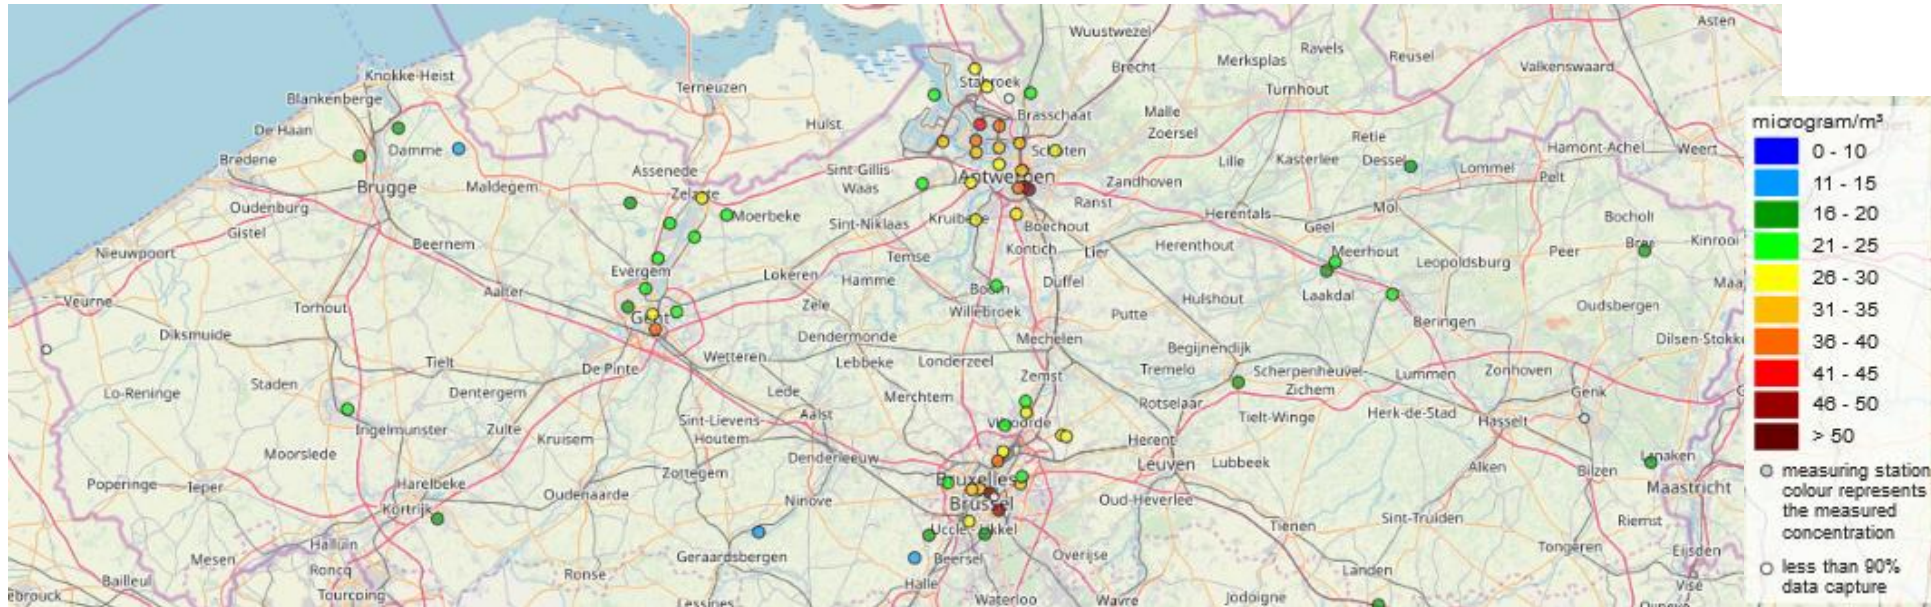 Asten
Wuustwezel
Ravels
Reusel
Merksplas
Brecht
Valkenswaard
Knokke-Heist
Stabroek
Terneuzen
Turnhout
Blankenberge
Malle
Brasschaat
De Haan
Hulst
Zoersel
Retie
Damme
Schoten
Hamont-Achel
Weert
Bredene
Lille
Kasterlee
Dessel
Lommel
Assenede
Sint-Gillis
Waas
Antwerpen
Pelt
Brugge
Maldegem
Zelzate
Zandhoven
Oudenburg
Moerbeke
Ranst
Mol
Herentals
Bocholt
Sint-Niklaas
Kruibeke
Boechout
Geel
Gistel
Beernem
Kontich
Lier
Herenthout
Meerhout
Peer
Bree
Kinrooi
Nieuwpoort
Temse
Leopoldsburg
Evergem
Lokeren
Hamme
Duffel
Aalter
Boom
Laakdal
Veurne
Torhout
Zele
Willebroek
Hulshout
Oudsbergen
Gent
Putte
Beringen
Diksmuide
Dendermonde
Mechelen
Dilsen-Stokk
Begijnendijk
Tielt
Wetteren
Lebbeke
Londerzeel
De Pinte
Tremelo
Scherpenheuvel-
Zichem
Lummen
Zonhoven
Staden
Zemst
Lo-Reninge
Dentergem
Lede
Merchtem
Genk
Rotselaar
Herk-de-Stad
Aalst
Tielt-Winge
Hasselt
Sint-Lievens-
Houtem
Vilvoorde
Ingelmunster
Zulte
Kruisem
Herent
Moorslede
Denderleeuw
Leuven
Lubbeek
Lanaken
Alken
Bilzen
Zottegem
Poperinge
Ieper
Harelbeke
Bruxelles
Brussel
Maastricht
Oudenaarde
Ninove
Oud-Heverlee
Kortrijk
Sint-Truiden
Riemst
Uccle - Ukkel
Tienen
Halluin
Tongeren
Mesen
Geraardsbergen
Beersel
Overijse
Eijsden
Roncq
Ronse
Landen
Bailleul
Halle
Visé
Tourcoing
Waterloo
Wavre
Jodoigne
Lessines
microgram/m³
0 - 10
11 - 15
16 - 20
21 - 25
26 - 30
31 - 35
36 - 40
41 - 45
46 - 50
> 50
measuring station
colour represents
the measured
concentration
less than 90%
data capture